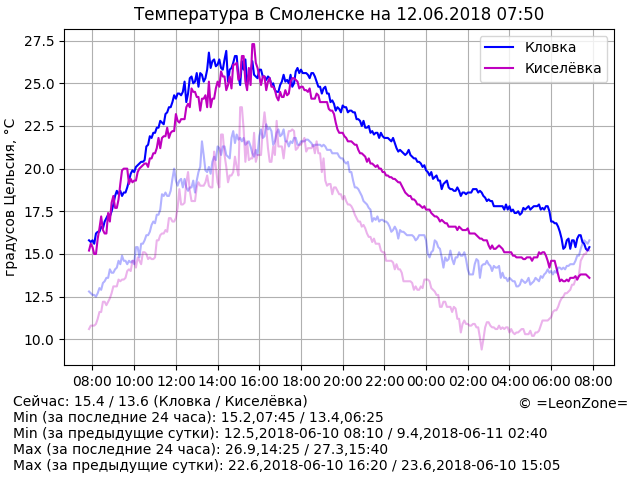 Температура в Смоленске на 12.06.2018 07:50
27.5
25.0
22.5
20.0
17.5
15.0
12.5
10.0
градусов Цельсия, °C
Кловка
Киселёвка
08:00 10:00 12:00 14:00 16:00 18:00 20:00 22:00 00:00 02:00 04:00 06:00 08:00
Сейчас: 15.4 / 13.6 (Кловка / Киселёвка)
© =LeonZone=
Min (за последние 24 часа): 15.2,07:45 / 13.4,06:25
Min (за предыдущие сутки): 12.5,2018-06-10 08:10 / 9.4,2018-06-11 02:40
Max (за последние 24 часа): 26.9,14:25 / 27.3,15:40
Max (за предыдущие сутки): 22.6,2018-06-10 16:20 / 23.6,2018-06-10 15:05